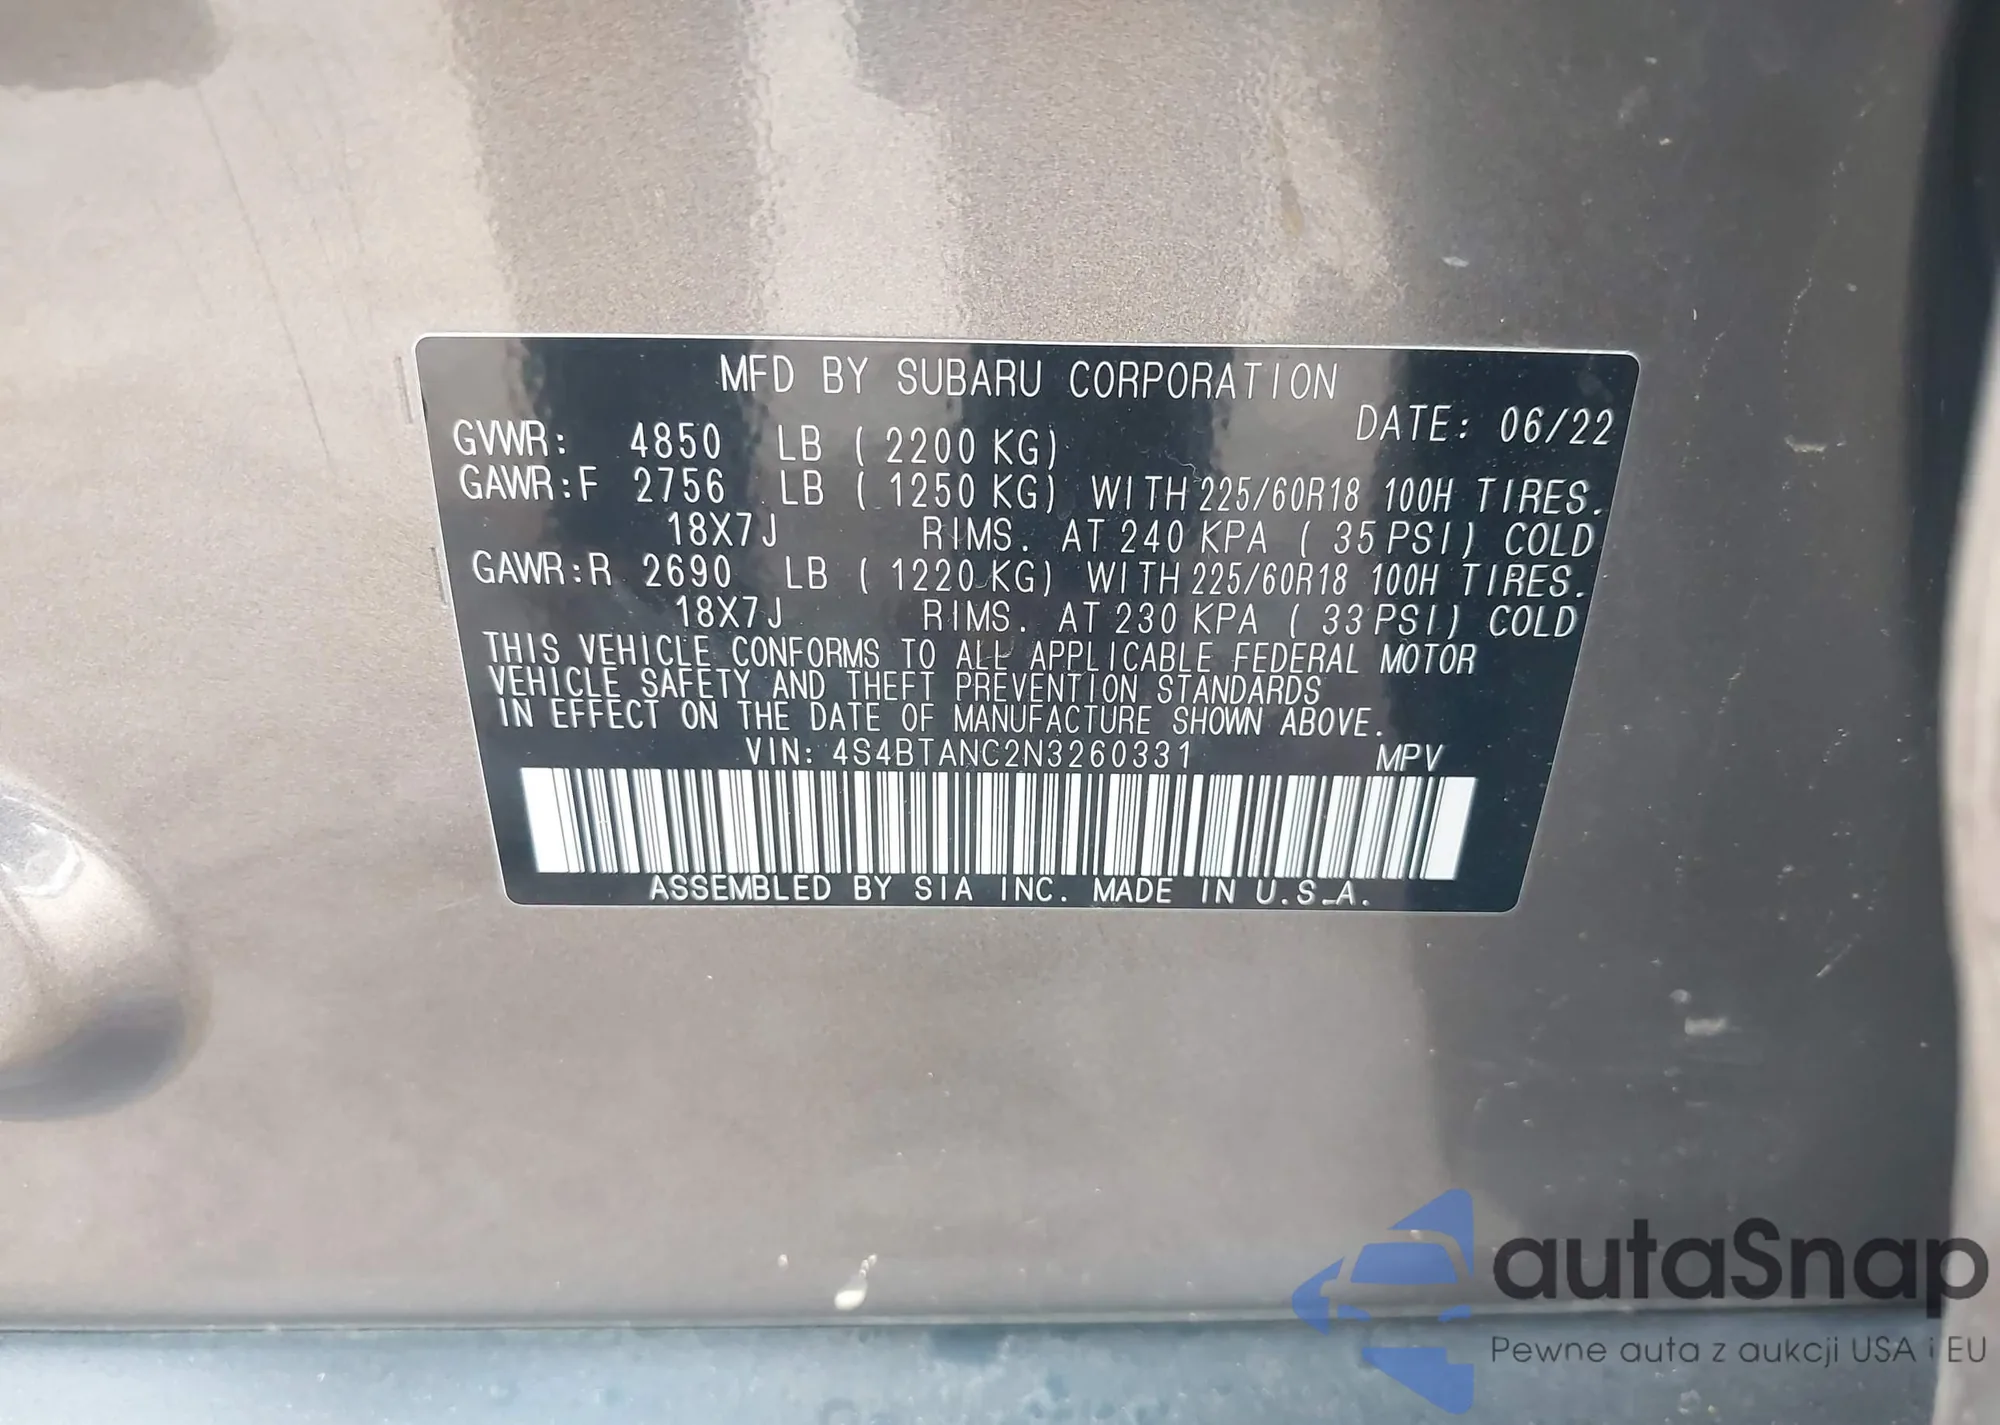 MFD BY SUBARU CORPORATION
DATE: 06/22
GVWR: 4850 LB ( 2200 KG)
GAWR:F 2756 LB ( 1250 KG) WITH 225/60R18 100H TIRES.
18X7J RIMS. AT 240 KPA ( 35 PSI) COLD
GAWR:R 2690 LB ( 1220 KG) WITH 225/60R18 100H TIRES.
18X7J RIMS. AT 230 KPA ( 33 PSI) COLD
THIS VEHICLE CONFORMS TO ALL APPLICABLE FEDERAL MOTOR
VEHICLE SAFETY AND THEFT PREVENTION STANDARDS
IN EFFECT ON THE DATE OF MANUFACTURE SHOWN ABOVE.
VIN: 4S4BTANC2N3260331 MPV
ASSEMBLED BY SIA INC. MADE IN U.S.A.
autaSnap
Pewne auta z aukcji USA i EU